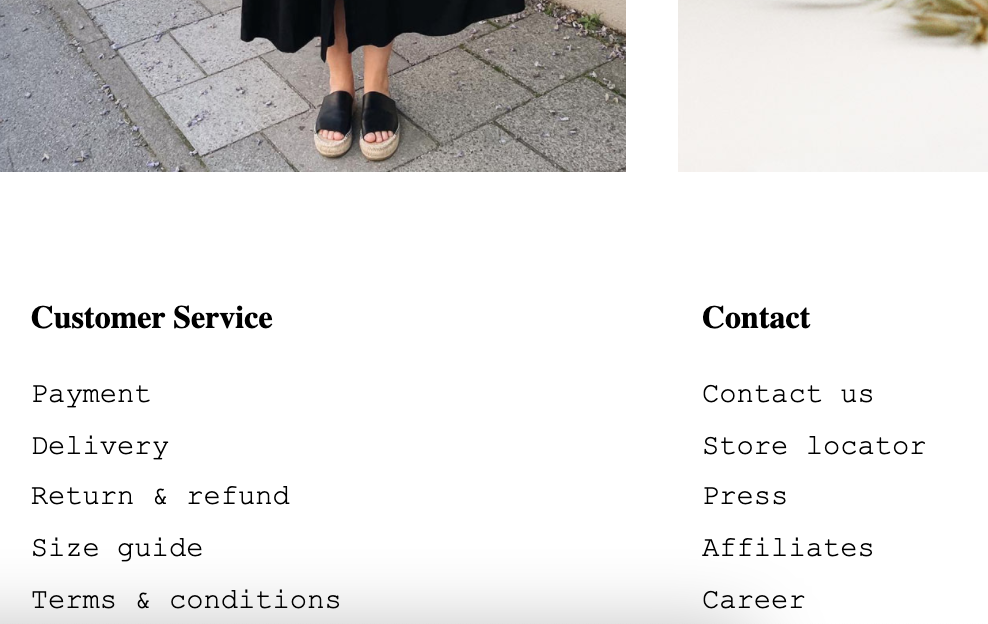 Customer Service
Payment
Delivery
Return & refund
Size guide
Terms & conditions
Contact
Contact us
Store locator
Press
Affiliates
Career